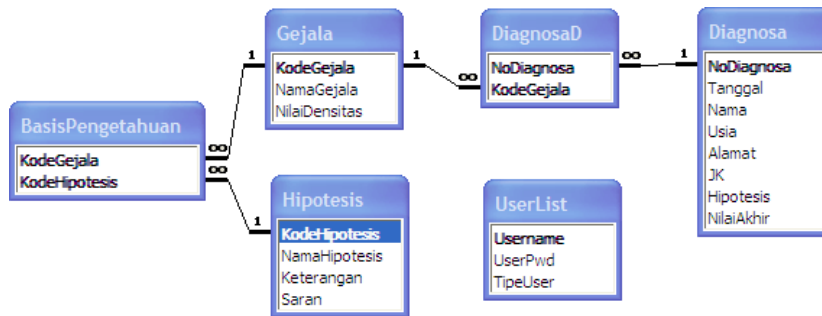 BasisPengetahuan
KodeGejala
KodeHipotesis
∞
∞
1
1
Gejala
KodeGejala
NamaGejala
NilaiDensitas
1
∞
Hipotesis
KodeHipotesis
NamaHipotesis
Keterangan
Saran
DiagnosaD
NoDiagnosa
KodeGejala
∞
1
UserList
Username
UserPwd
TipeUser
Diagnosa
NoDiagnosa
Tanggal
Nama
Usia
Alamat
JK
Hipotesis
NilaiAkhir